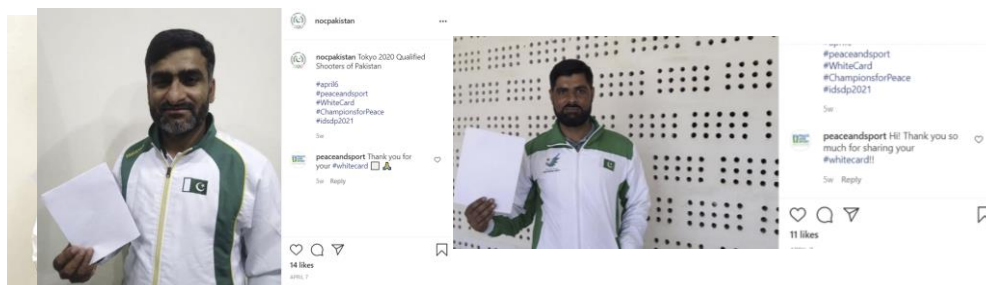 nocpakistan
nocpakistan Tokyo 2020 Qualified
Shooters of Pakistan
#april6
#peaceandsport
#WhiteCard
#ChampionsforPeace
#idsdp2021
5w
peaceandsport Thank you for
your #whitecard
5w Reply
14 likes
APRIL 7
#peaceandsport
#WhiteCard
#ChampionsforPeace
#idsdp2021
5w
peaceandsport Hi! Thank you so
much for sharing your
#whitecard!!
5w Reply
11 likes